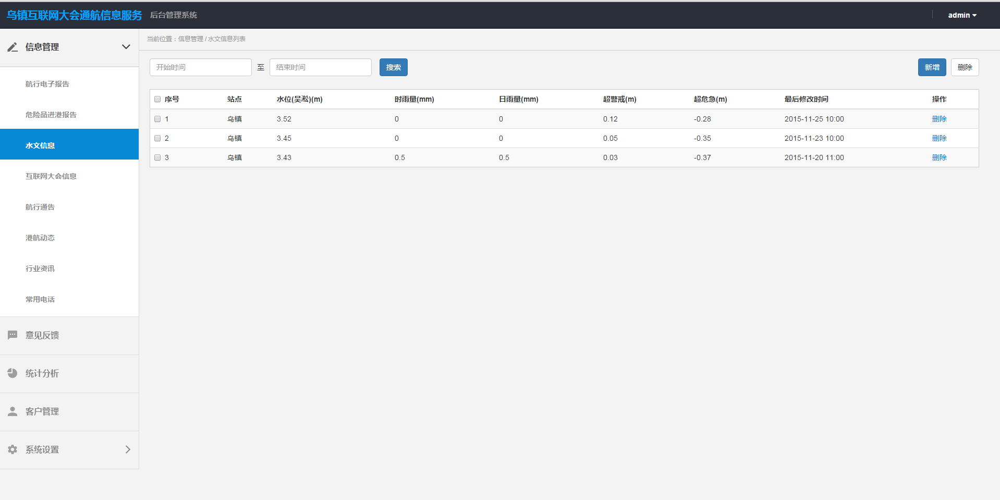 乌镇互联网大会通航信息服务 后台管理系统 admin
信息管理
航行电子报告
危险品进港报告
水文信息
互联网大会信息
航行通告
港航动态
行业资讯
常用电话
意见反馈
统计分析
客户管理
系统设置
当前位置：信息管理 / 水文信息列表
开始时间 至 结束时间 搜索 新增 删除
序号 站点 水位(吴淞)(m) 时雨量(mm) 日雨量(mm) 超警戒(m) 超危急(m) 最后修改时间 操作
1 乌镇 3.52 0 0 0.12 -0.28 2015-11-25 10:00 删除
2 乌镇 3.45 0 0 0.05 -0.35 2015-11-23 10:00 删除
3 乌镇 3.43 0.5 0.5 0.03 -0.37 2015-11-20 11:00 删除